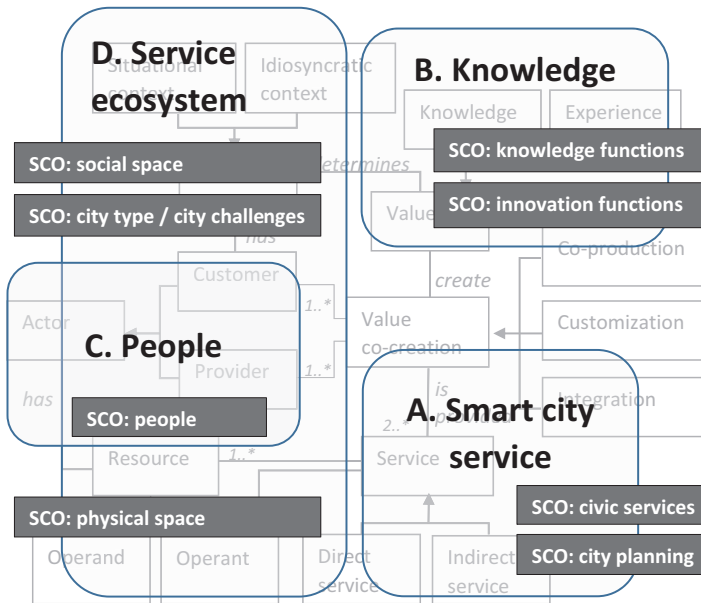 D. Service
ecosystem
Situational
context
Idiosyncratic
context
B. Knowledge
Knowledge
Experience
SCO: social space
determines
SCO: knowledge functions
SCO: city type / city challenges
Value
SCO: innovation functions
has
Co-production
Customer
create
Actor
1..*
Value
co-creation
Customization
C. People
Provider
1..*
has
is
provided
A. Smart city
service
Integration
SCO: people
2..*
Resource
1..*
Service
SCO: physical space
SCO: civic services
Operand
Operant
Direct
service
Indirect
service
SCO: city planning